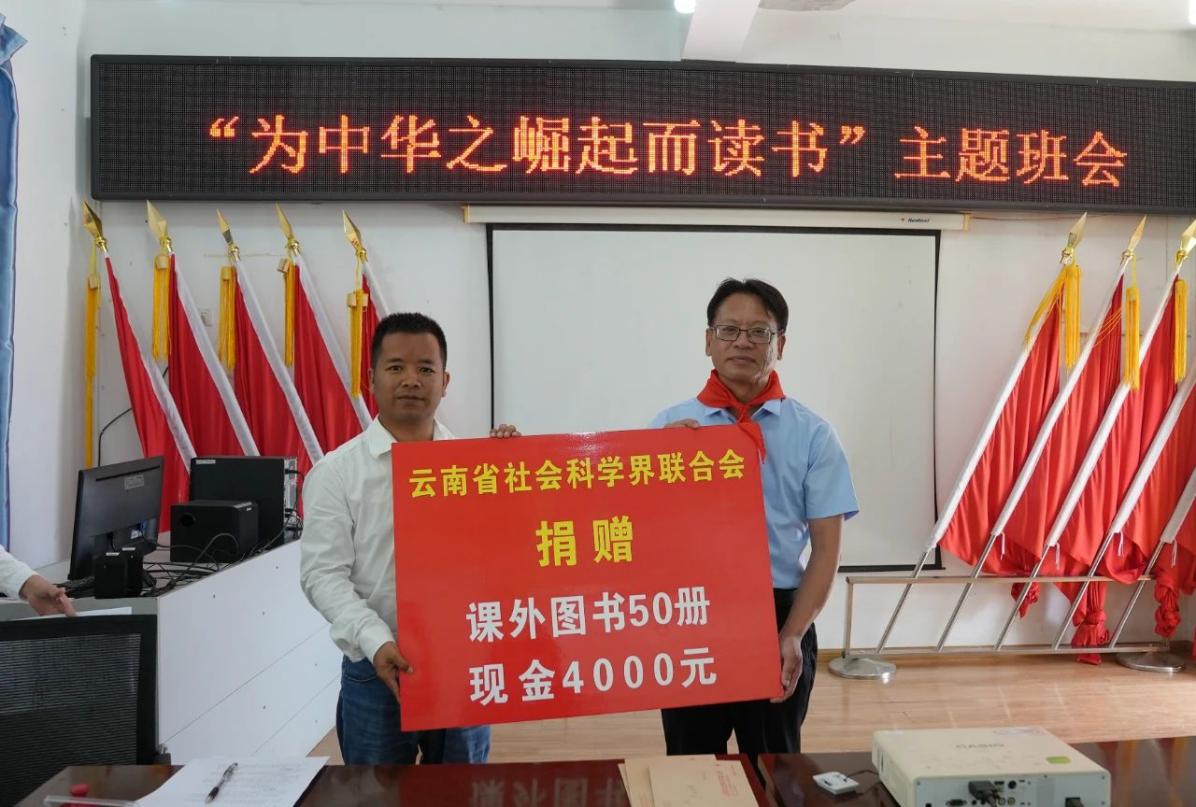 “为中华之崛起而读书”主题班会
云南省社会科学界联合会
捐赠
课外图书50册
现金4000元
CASIO